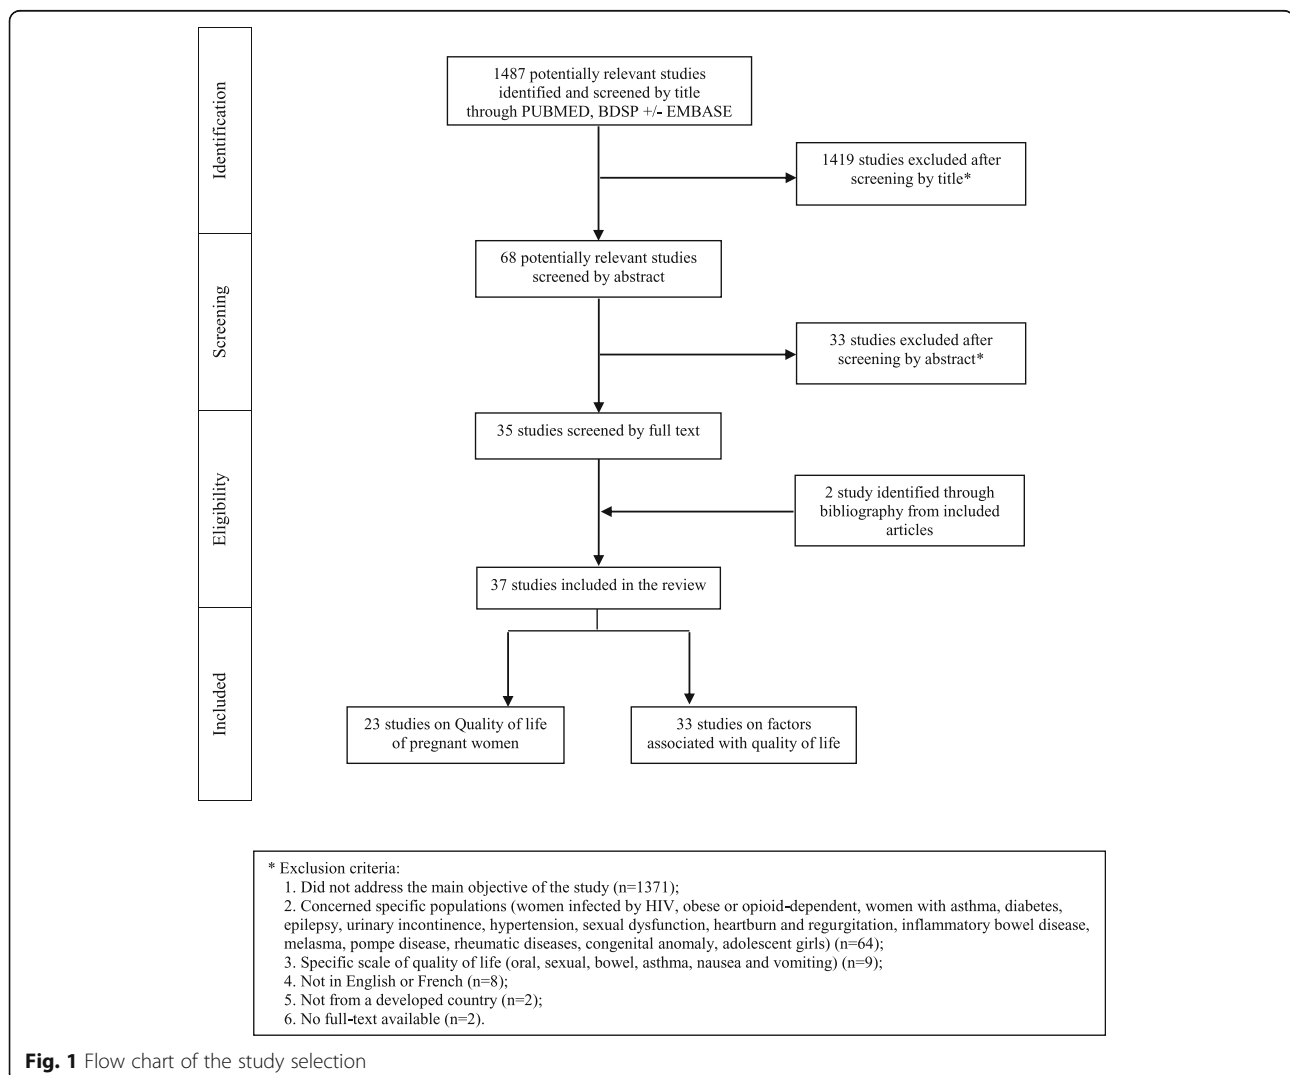 Identification
1487 potentially relevant studies
identified and screened by title
through PUBMED, BDSP +/- EMBASE
1419 studies excluded after
screening by title*
Screening
68 potentially relevant studies
screened by abstract
33 studies excluded after
screening by abstract*
Eligibility
35 studies screened by full text
2 study identified through
bibliography from included
articles
37 studies included in the review
Included
23 studies on Quality of life
of pregnant women
33 studies on factors
associated with quality of life
* Exclusion criteria:
1. Did not address the main objective of the study (n=1371);
2. Concerned specific populations (women infected by HIV, obese or opioid-dependent, women with asthma, diabetes,
epilepsy, urinary incontinence, hypertension, sexual dysfunction, heartburn and regurgitation, inflammatory bowel disease,
melasma, pompe disease, rheumatic diseases, congenital anomaly, adolescent girls) (n=64);
3. Specific scale of quality of life (oral, sexual, bowel, asthma, nausea and vomiting) (n=9);
4. Not in English or French (n=8);
5. Not from a developed country (n=2);
6. No full-text available (n=2).
Fig. 1 Flow chart of the study selection